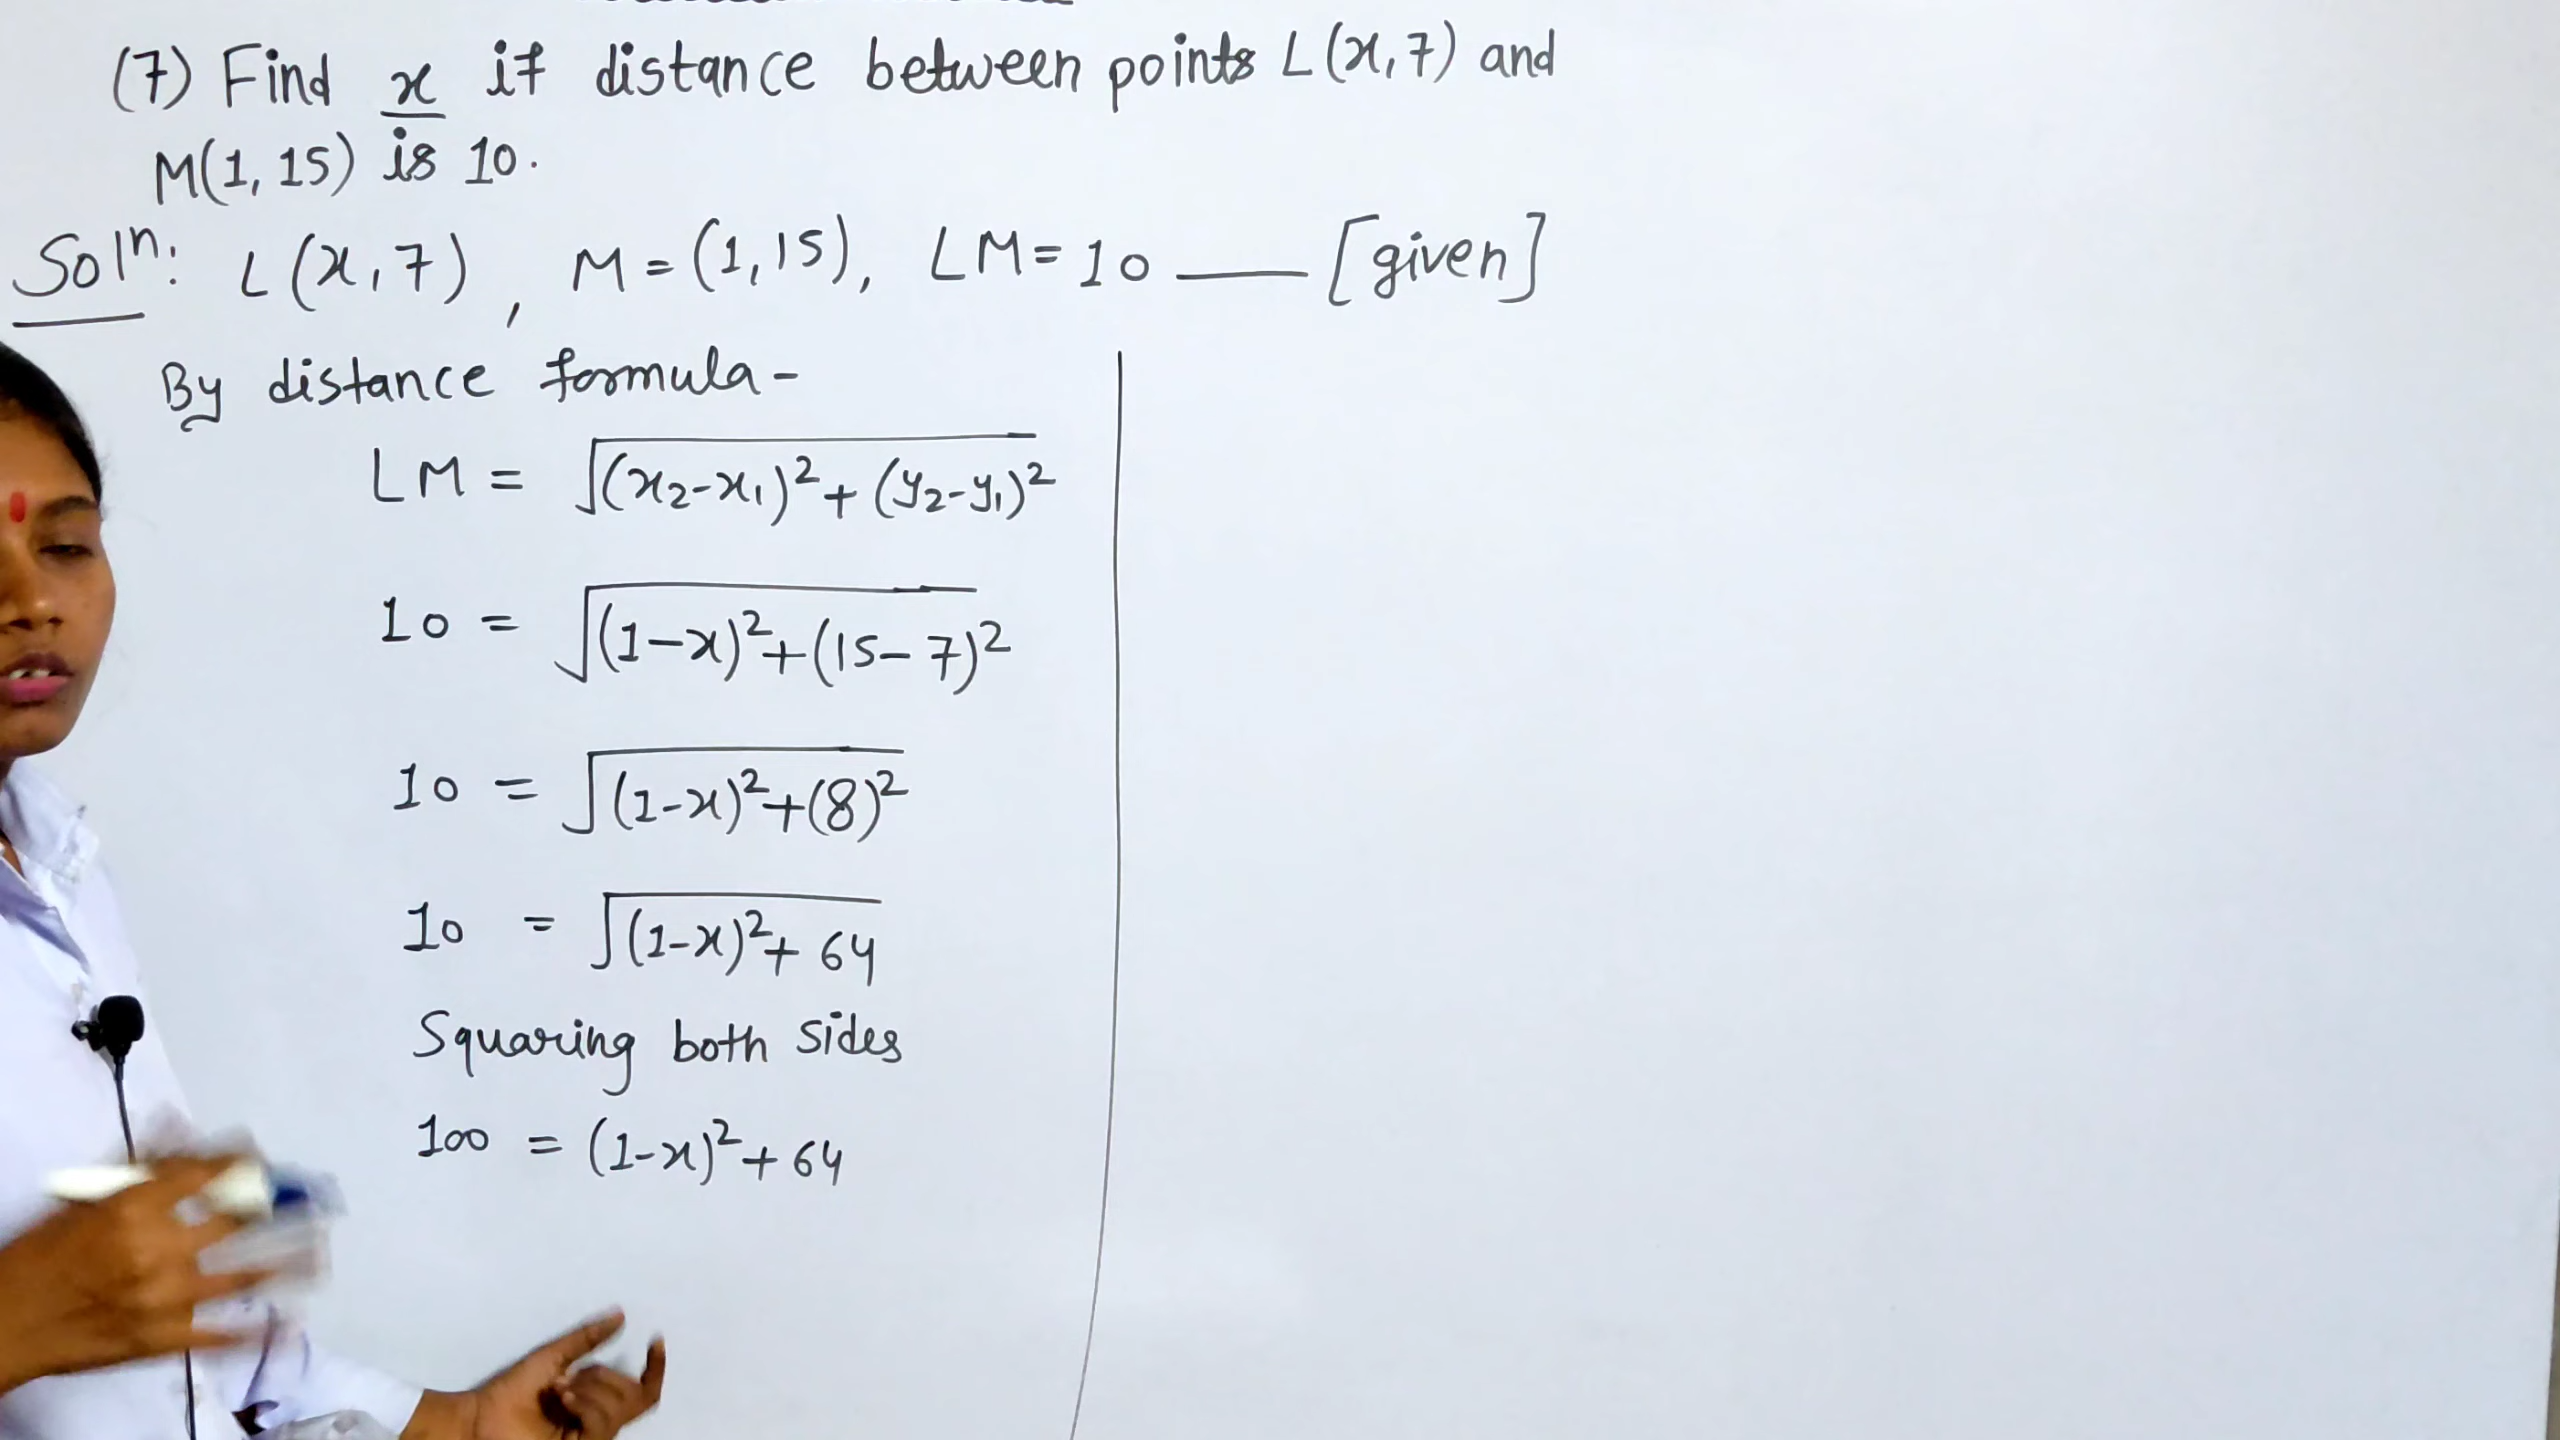 (7) Find x if distance between points L(x,7) and
M(1,15) is 10.
Solⁿ: L(x,7), M=(1,15), LM=10 —— [given]
By distance formula-
LM = √(x₂-x₁)²+(y₂-y₁)²
10 = √(1-x)²+(15-7)²
10 = √(1-x)²+(8)²
10 = √(1-x)²+64
Squaring both sides
100 = (1-x)²+64